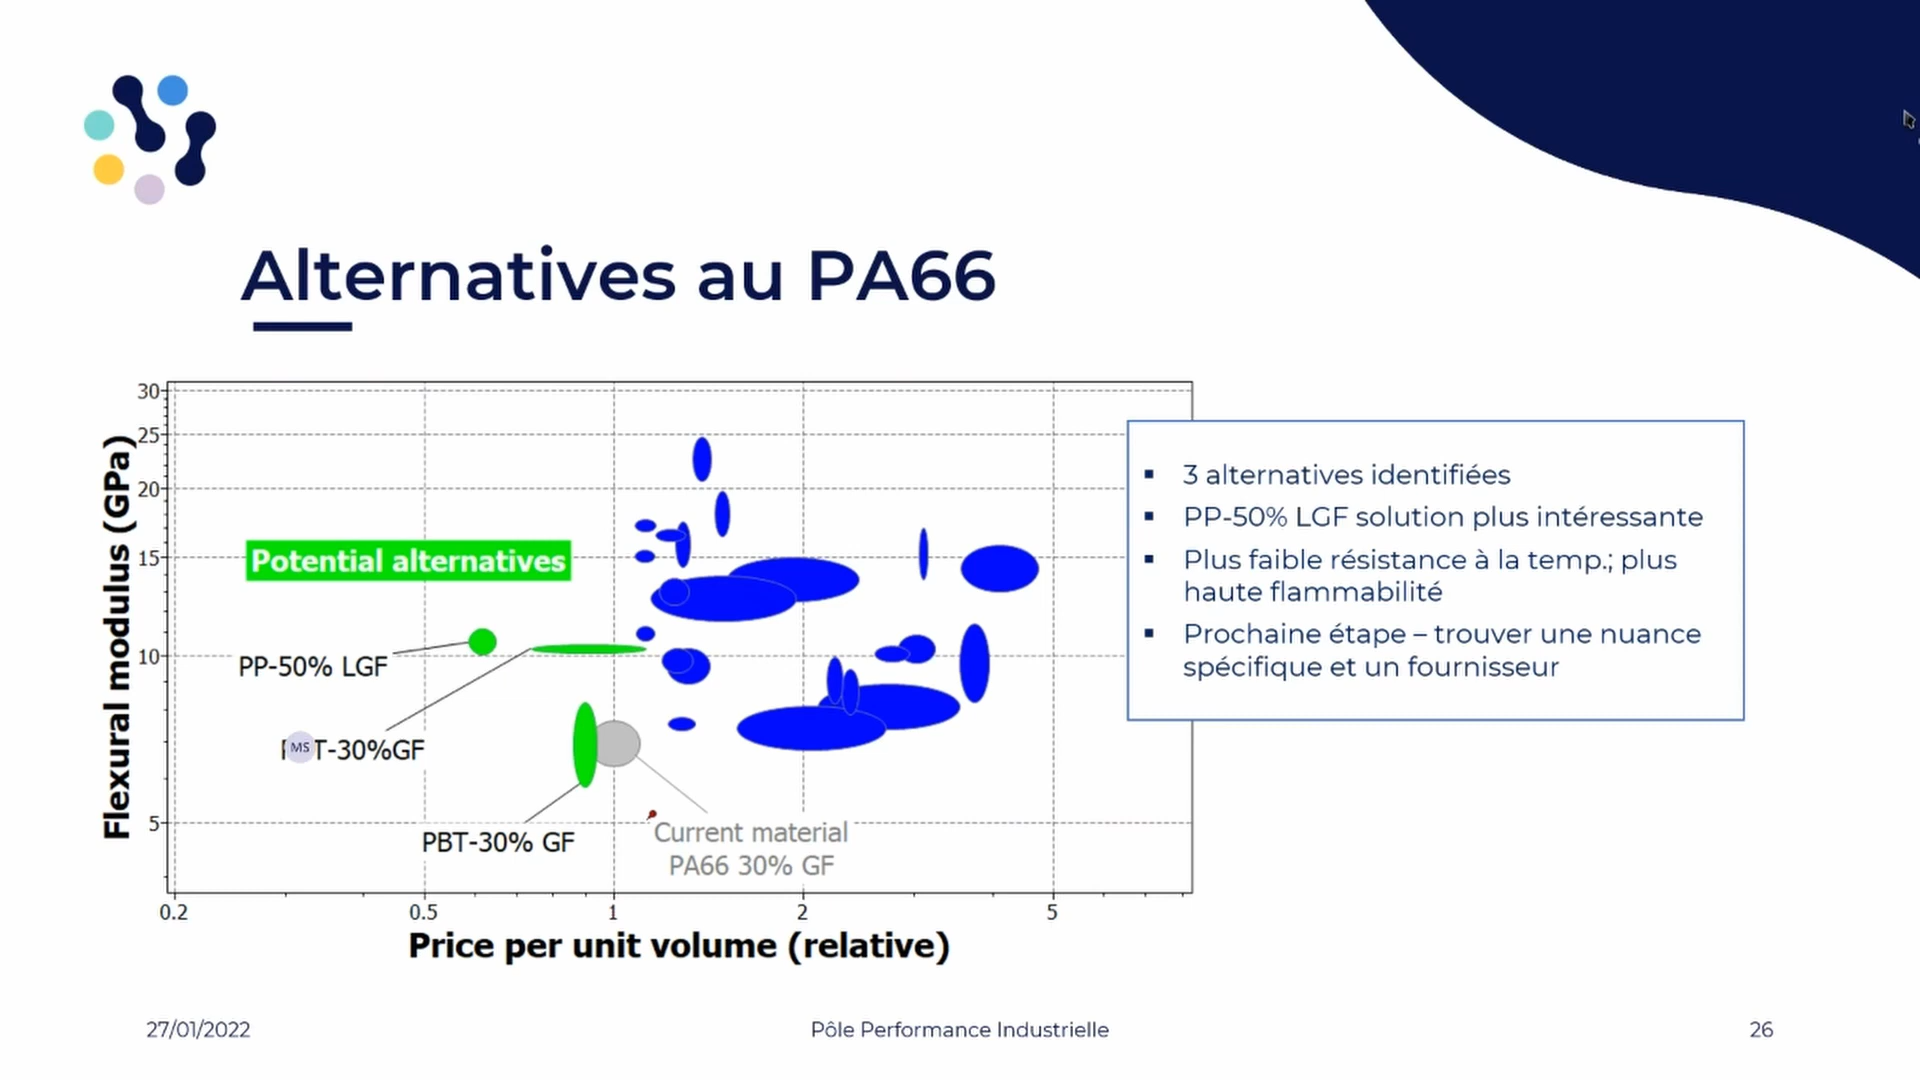 Alternatives au PA66
30
25
20
15
10
5
Flexural modulus (GPa)
Potential alternatives
PP-50% LGF
T-30%GF
MS
PBT-30% GF
Current material
PA66 30% GF
0.2
0.5
1
2
5
Price per unit volume (relative)
▪ 3 alternatives identifiées
▪ PP-50% LGF solution plus intéressante
▪ Plus faible résistance à la temp.; plus
haute flammabilité
▪ Prochaine étape – trouver une nuance
spécifique et un fournisseur
27/01/2022
Pôle Performance Industrielle
26